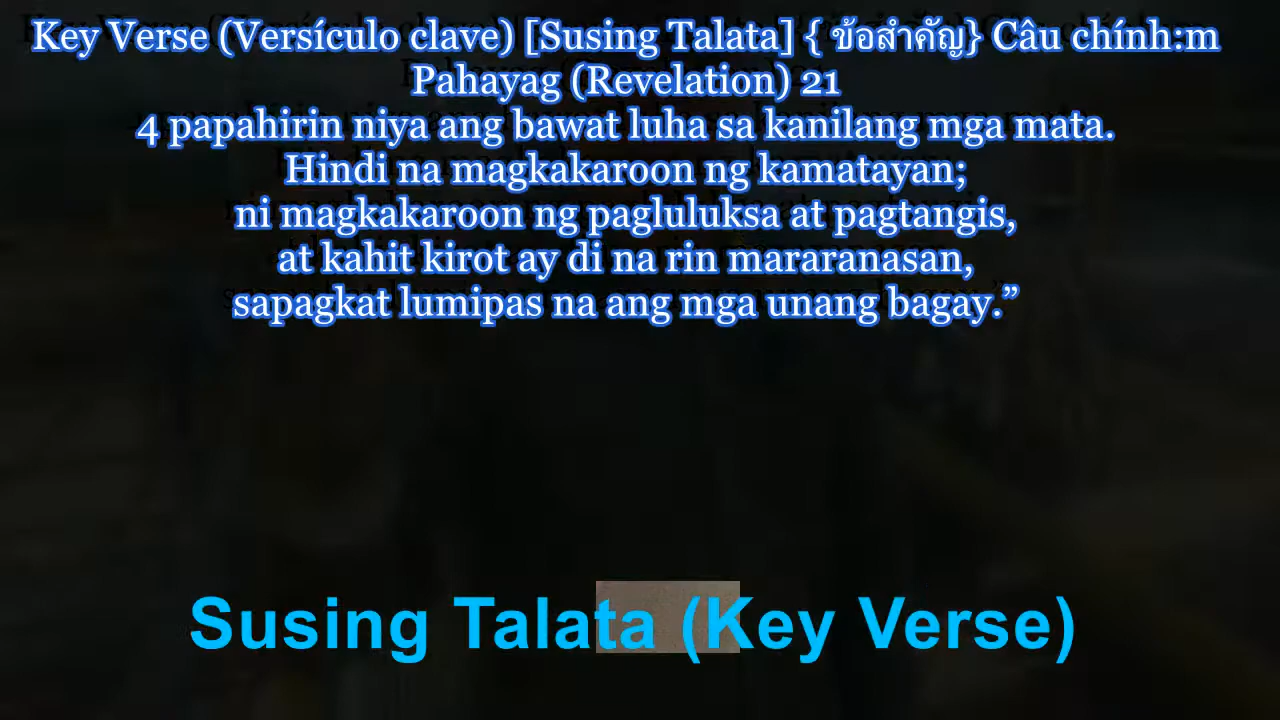 Key Verse (Versículo clave) [Susing Talata] { ข้อสำคัญ} Câu chính:m
Pahayag (Revelation) 21
4 papahirin niya ang bawat luha sa kanilang mga mata.
Hindi na magkakaroon ng kamatayan;
ni magkakaroon ng pagluluksa at pagtangis,
at kahit kirot ay di na rin mararanasan,
sapagkat lumipas na ang mga unang bagay.”
Susing Talata (Key Verse)